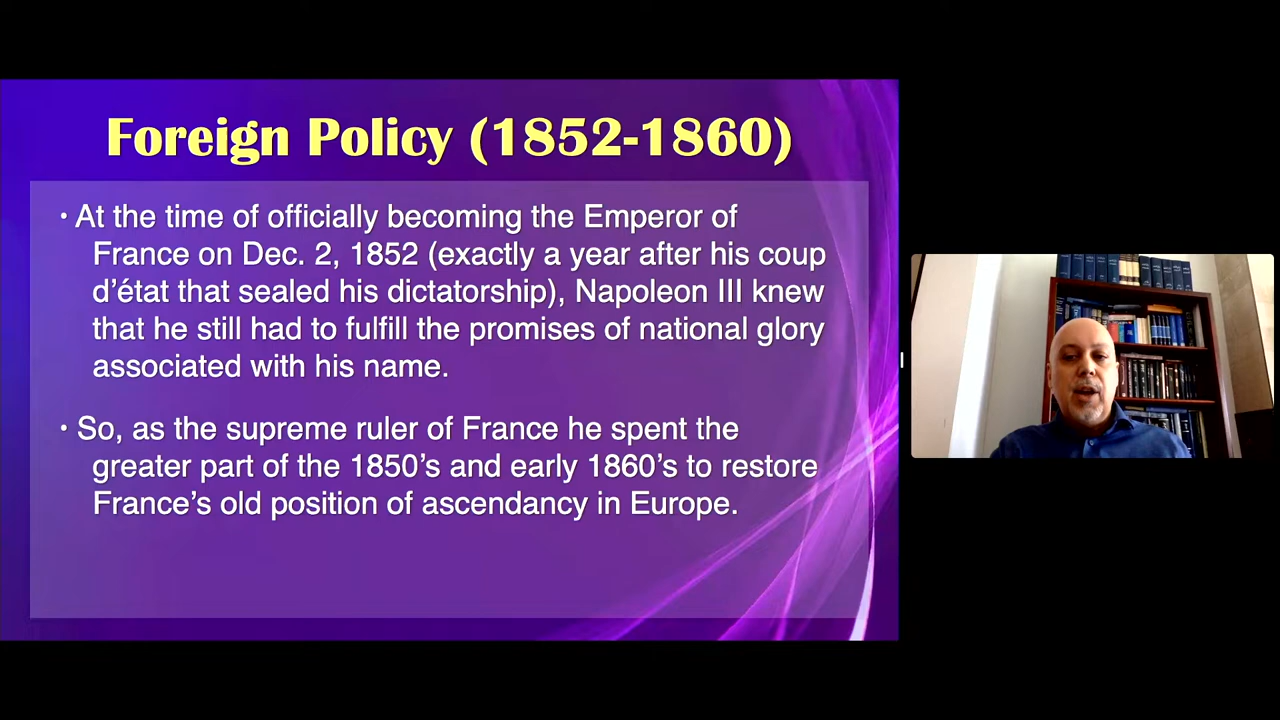 Foreign Policy (1852-1860)
• At the time of officially becoming the Emperor of
France on Dec. 2, 1852 (exactly a year after his coup
d’état that sealed his dictatorship), Napoleon III knew
that he still had to fulfill the promises of national glory
associated with his name.
• So, as the supreme ruler of France he spent the
greater part of the 1850’s and early 1860’s to restore
France’s old position of ascendancy in Europe.